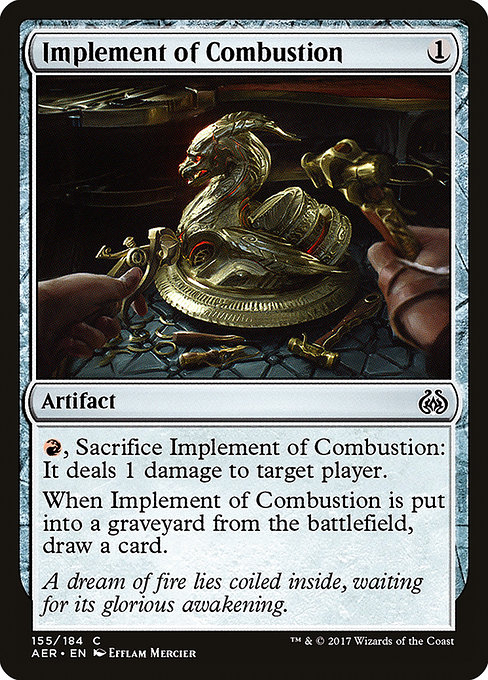 Implement of Combustion 1
Artifact
, Sacrifice Implement of Combustion:
It deals 1 damage to target player.
When Implement of Combustion is put
into a graveyard from the battlefield,
draw a card.
A dream of fire lies coiled inside, waiting
for its glorious awakening.
155/184 C
™ & © 2017 Wizards of the Coast
AER • EN Efflam Mercier